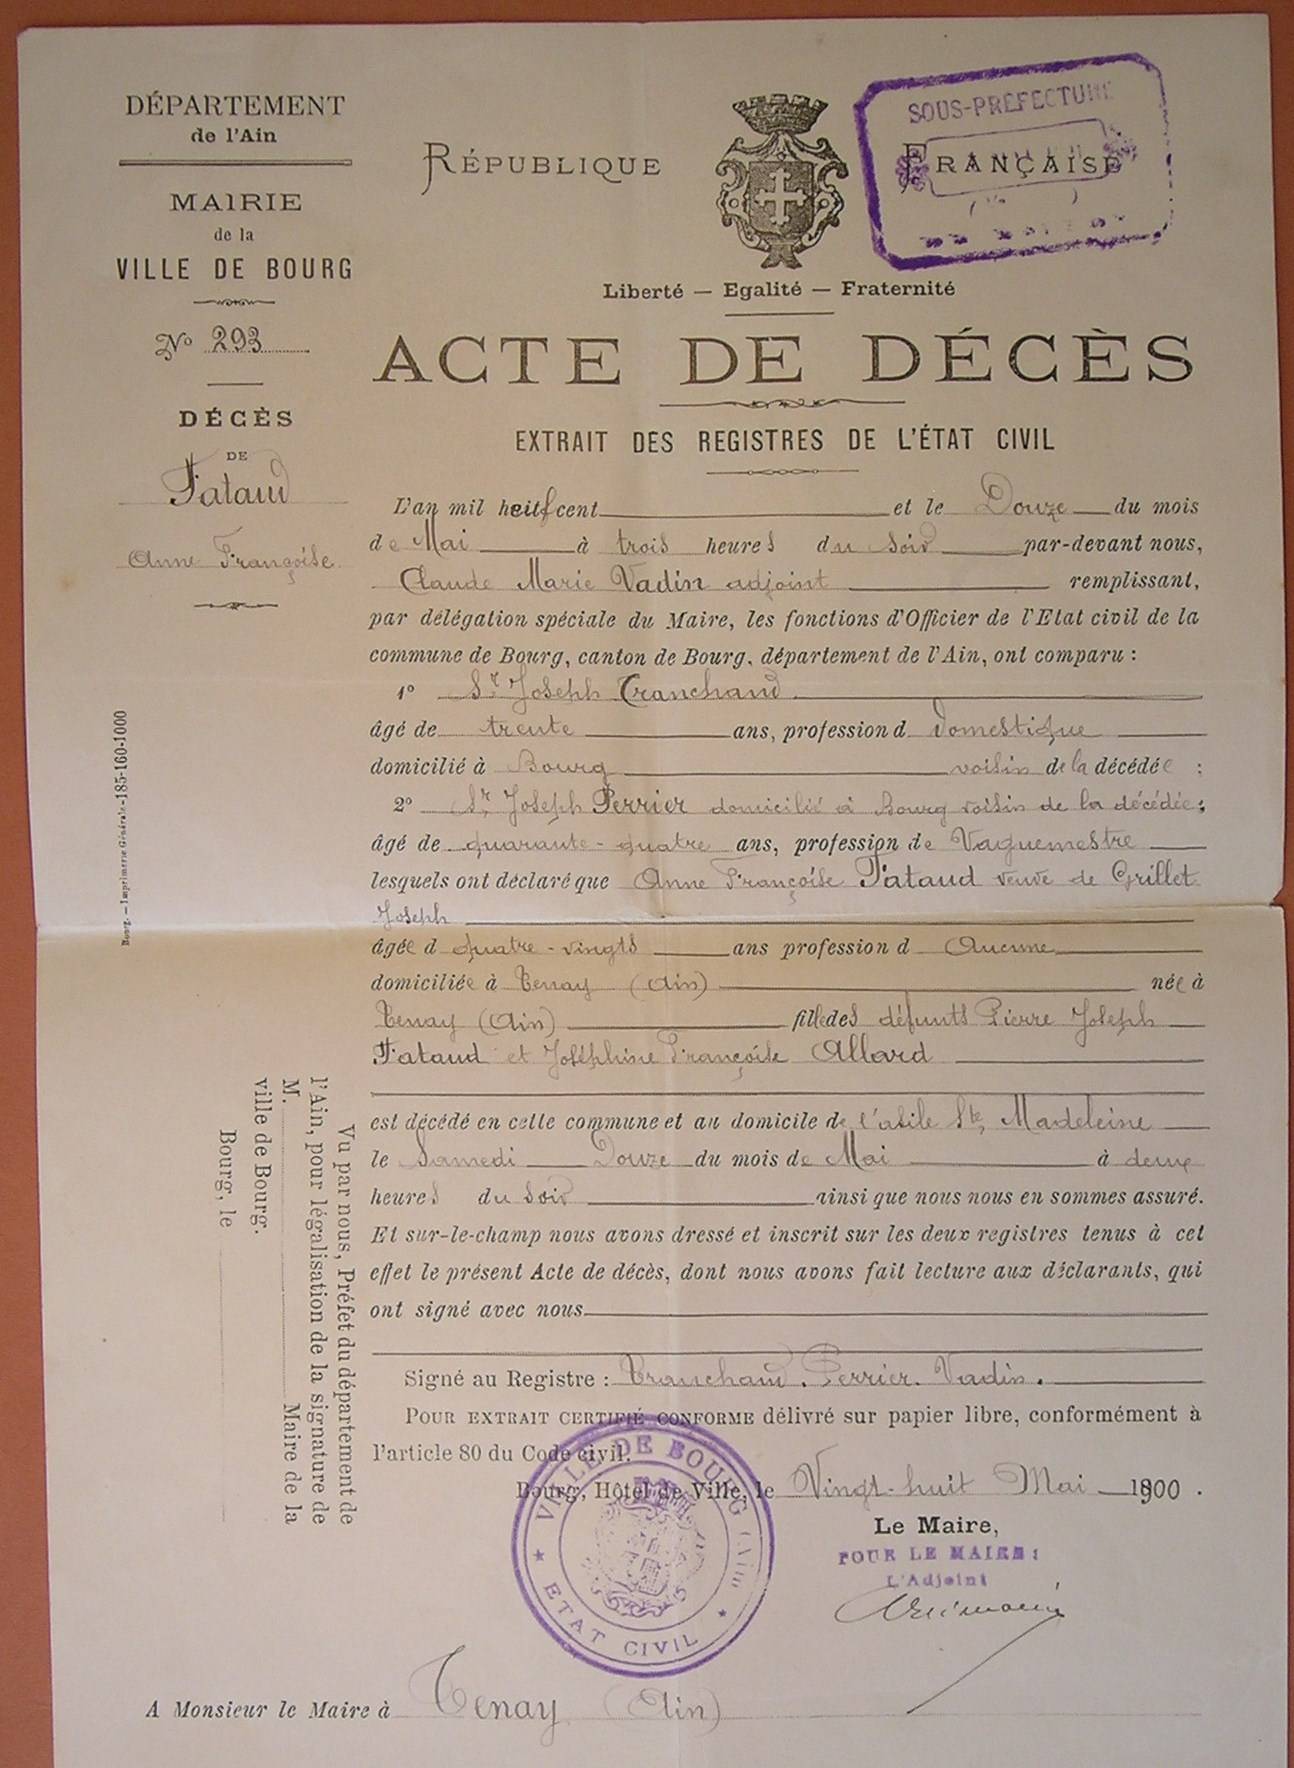 DÉPARTEMENT
de l'Ain
MAIRIE
de la
VILLE DE BOURG
N° 293
DÉCÈS
DE
Fataud
Anne Françoise
Bourg. — Imprimerie Générale-185-160-1000
RÉPUBLIQUE FRANÇAISE
SOUS-PRÉFECTURE
Liberté — Egalité — Fraternité
ACTE DE DÉCÈS
EXTRAIT DES REGISTRES DE L'ÉTAT CIVIL
L'an mil neuf cent et le Douze du mois
de Mai à trois heures du soir par-devant nous,
Claude Marie Vadin adjoint remplissant,
par délégation spéciale du Maire, les fonctions d'Officier de l'Etat civil de la
commune de Bourg, canton de Bourg, département de l'Ain, ont comparu :
1° Sr Joseph Tranchand
âgé de trente ans, profession d domestique
domicilié à Bourg voisin de la décédée ;
2° Sr Joseph Perrier domicilié à Bourg voisin de la décédée ;
âgé de quarante-quatre ans, profession de Vaguemestre
lesquels ont déclaré que Anne Françoise Fataud veuve de Grillet
Joseph
âgée d quatre-vingts ans profession d Aucune
domiciliée à Tenay (Ain) née à
Tenay (Ain) fille des défunts Pierre Joseph
Fataud et Joséphine Françoise Allard
est décédé en cette commune et au domicile de l'asile Ste Madeleine
le Samedi Douze du mois de Mai à deux
heures du soir ainsi que nous nous en sommes assuré.
Et sur-le-champ nous avons dressé et inscrit sur les deux registres tenus à cet
effet le présent Acte de décès, dont nous avons fait lecture aux déclarants, qui
ont signé avec nous
Signé au Registre : Tranchand. Perrier. Vadin.
POUR EXTRAIT CERTIFIÉ CONFORME délivré sur papier libre, conformément à
l'article 80 du Code civil.
Bourg, Hôtel de Ville, le Vingt-huit Mai 1900.
Le Maire,
POUR LE MAIRE :
L'Adjoint
VILLE DE BOURG (Ain)
★ ETAT CIVIL ★
Vu par nous, Préfet du département de
l'Ain, pour légalisation de la signature de
M. Maire de la
ville de Bourg.
Bourg, le
A Monsieur le Maire à Tenay (Ain)